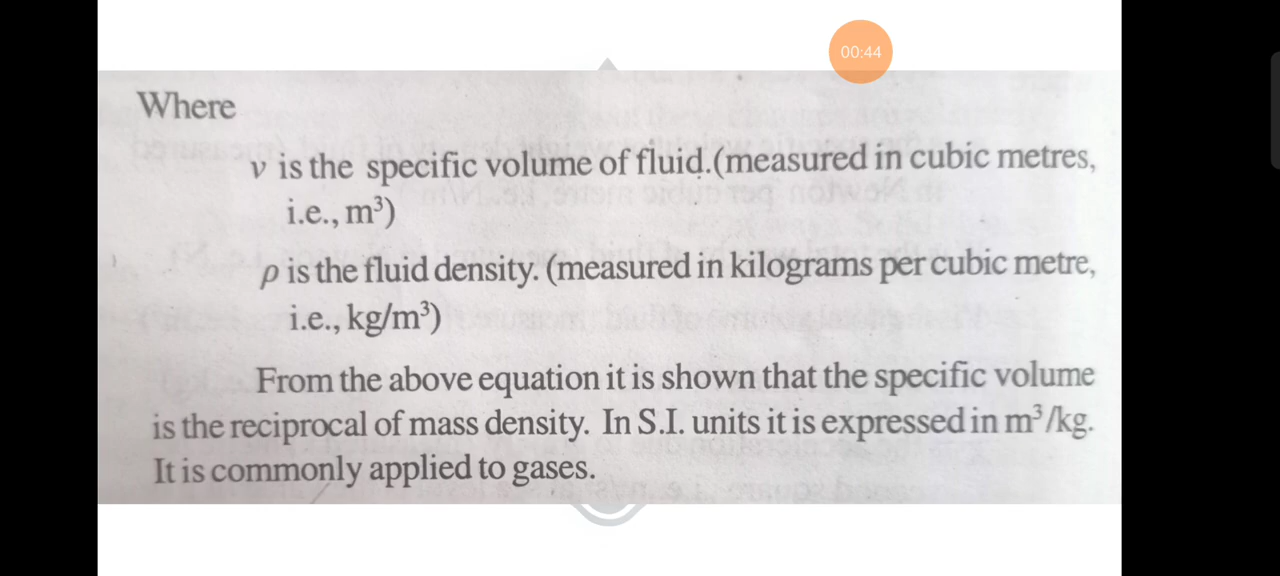 00:44
Where
v is the specific volume of fluid.(measured in cubic metres,
i.e., m³)
ρ is the fluid density. (measured in kilograms per cubic metre,
i.e., kg/m³)
From the above equation it is shown that the specific volume
is the reciprocal of mass density. In S.I. units it is expressed in m³/kg.
It is commonly applied to gases.